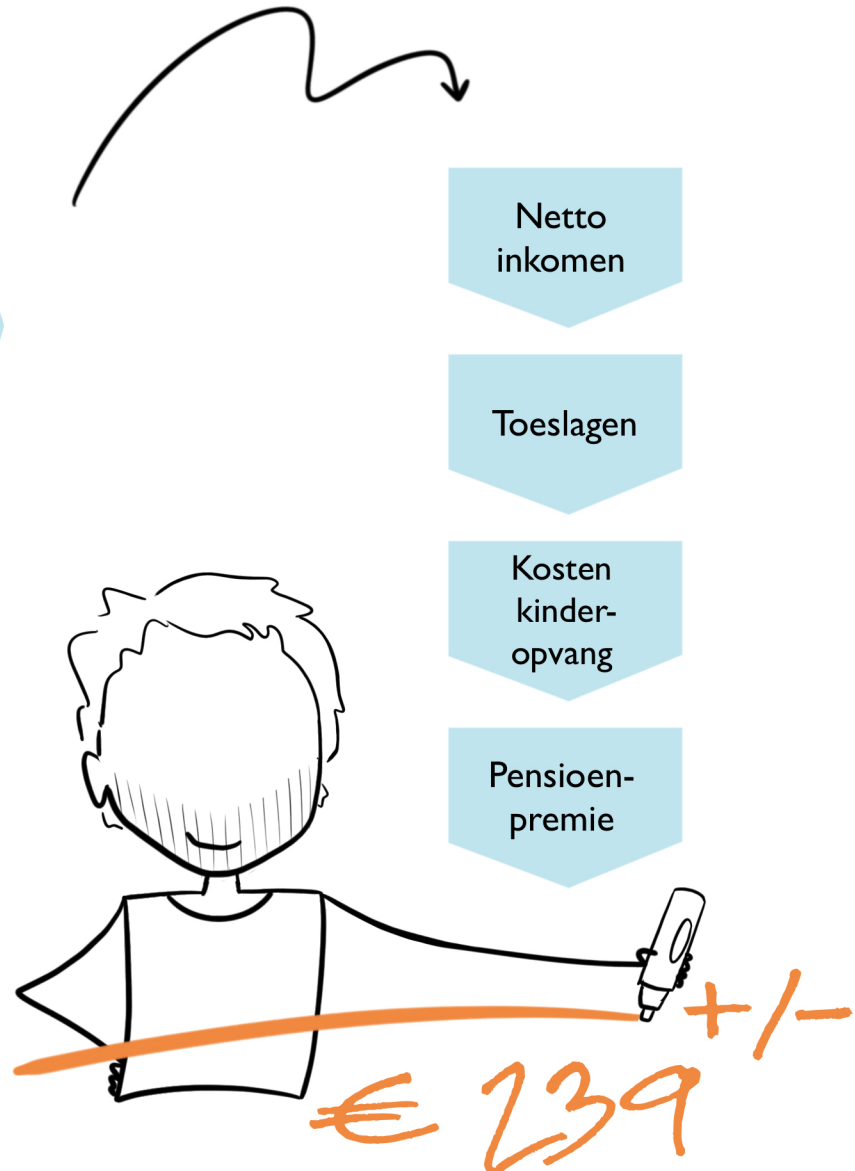 Netto
inkomen
Toeslagen
Kosten
kinder-
opvang
Pensioen-
premie
+/-
€ 239